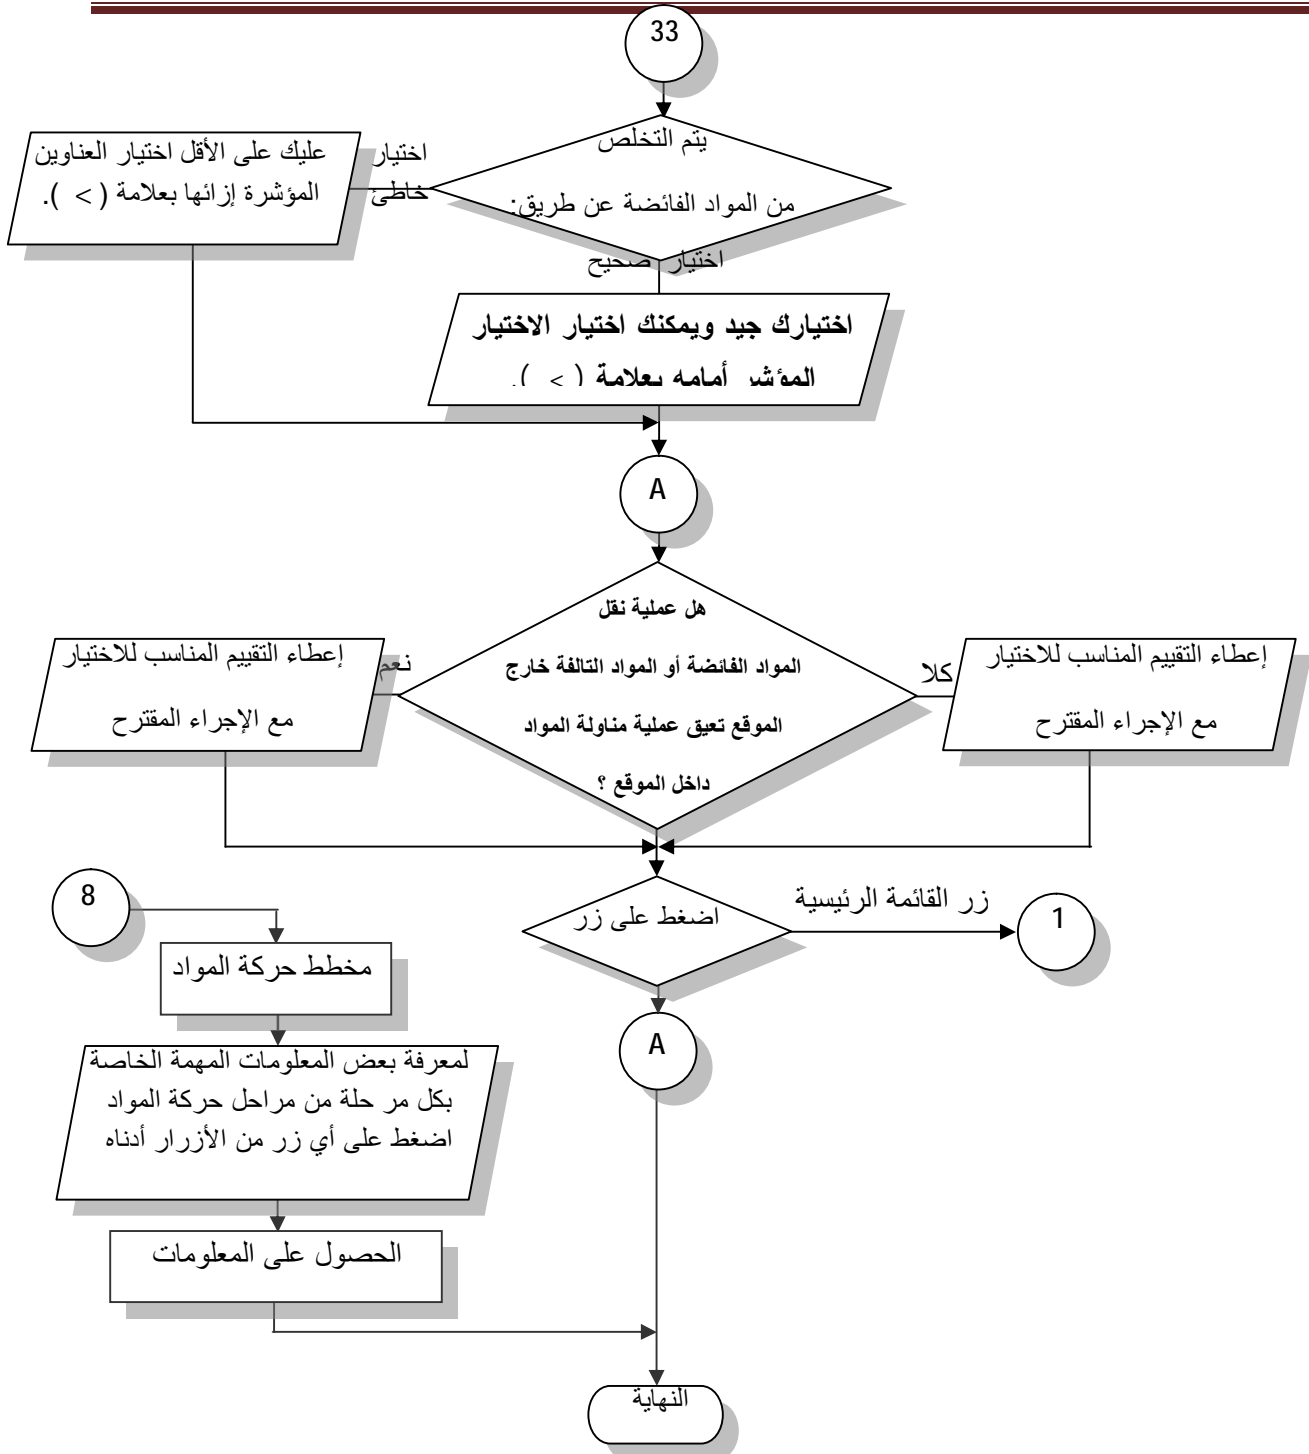 33
يتم التخلص
من المواد الفائضة عن طريق:
اختيار
خاطئ
عليك على الأقل اختيار العناوين
المؤشرة إزائها بعلامة ( > ).
اختيار صحيح
اختيارك جيد ويمكنك اختيار الاختيار
المؤشر أمامه بعلامة ( > ).
A
هل عملية نقل
المواد الفائضة أو المواد التالفة خارج
الموقع تعيق عملية مناولة المواد
داخل الموقع ؟
كلا
إعطاء التقييم المناسب للاختيار
مع الإجراء المقترح
نعم
إعطاء التقييم المناسب للاختيار
مع الإجراء المقترح
اضغط على زر
زر القائمة الرئيسية
1
A
8
مخطط حركة المواد
لمعرفة بعض المعلومات المهمة الخاصة
بكل مر حلة من مراحل حركة المواد
اضغط على أي زر من الأزرار أدناه
الحصول على المعلومات
النهاية